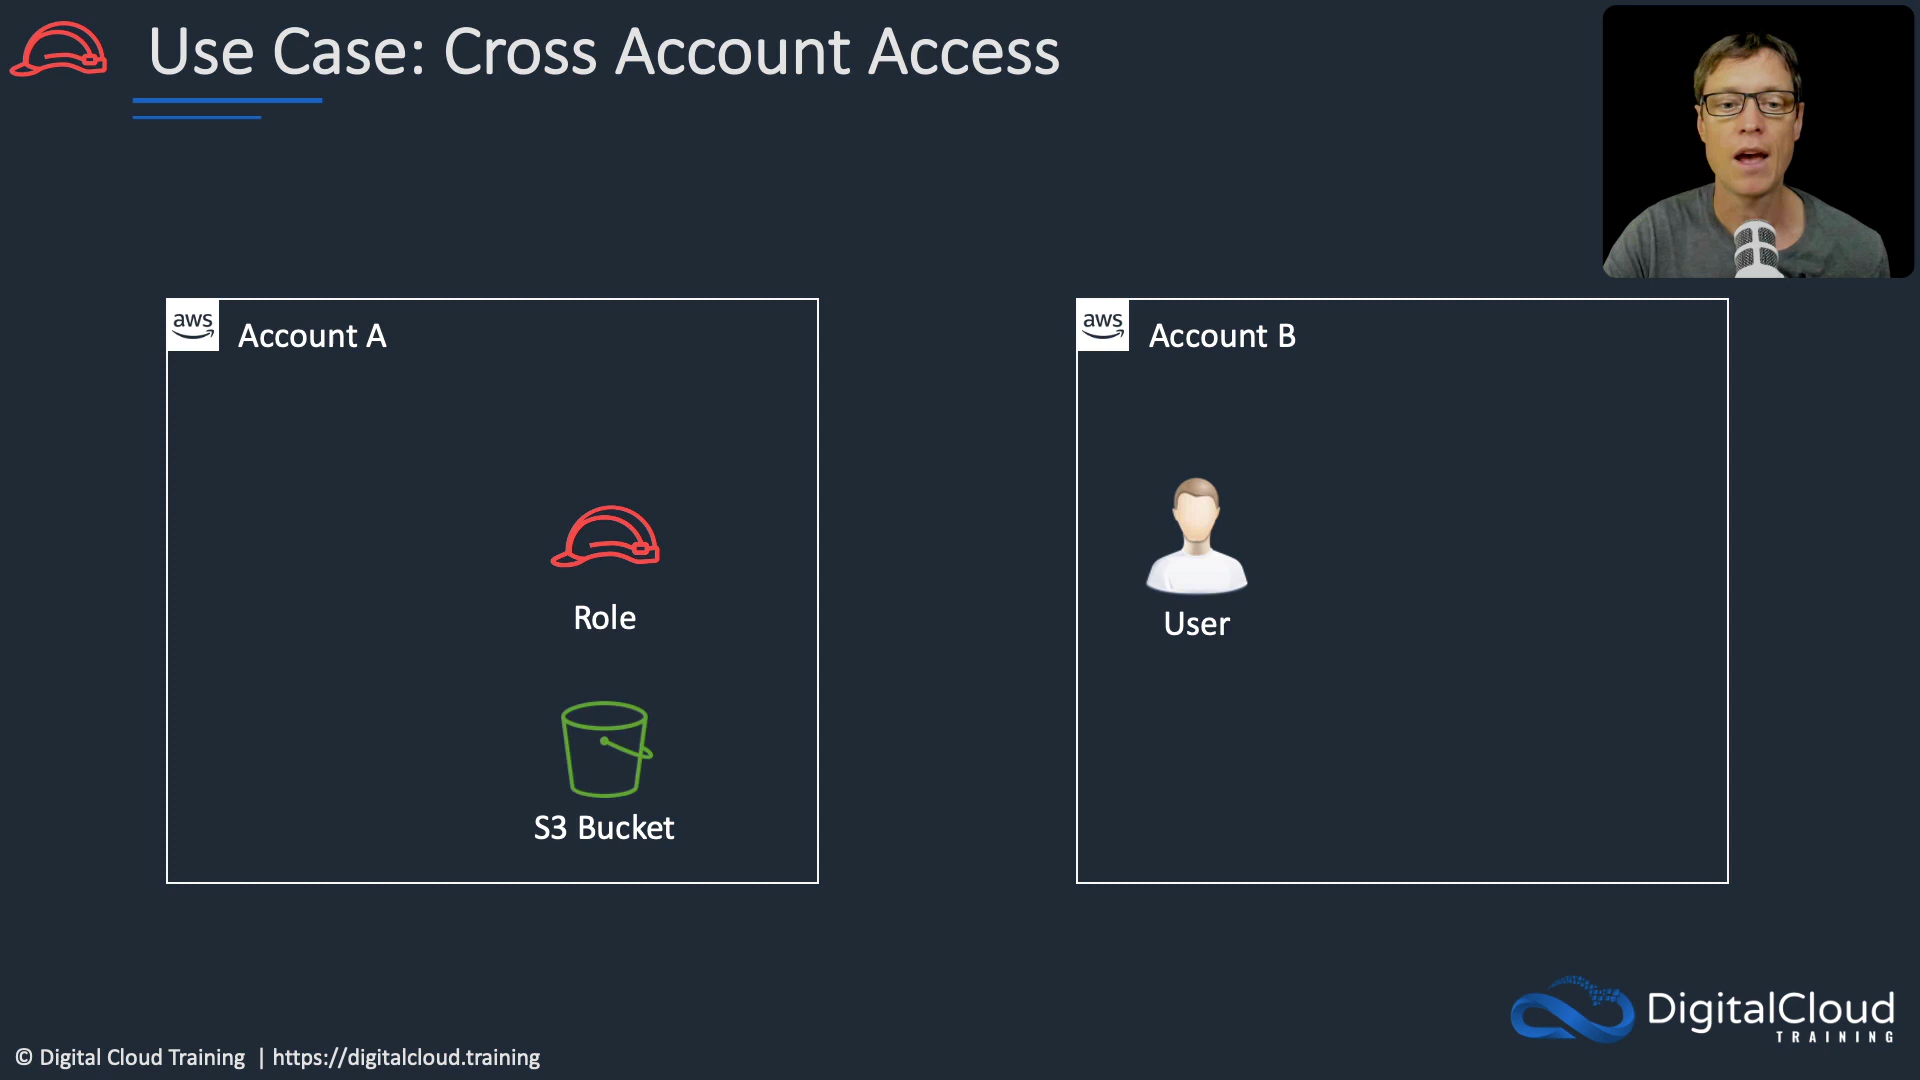 Use Case: Cross Account Access
aws
Account A
aws
Account B
Role
User
S3 Bucket
DigitalCloud
TRAINING
© Digital Cloud Training | https://digitalcloud.training